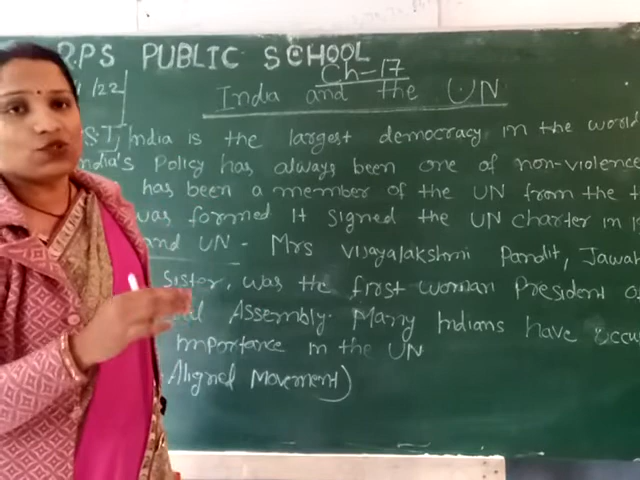 R.P.S PUBLIC SCHOOL
Ch-17
/22
India and the UN
S.T, India is the largest democracy in the world
India's Policy has always been one of non-violence
has been a member of the UN from the
was formed It signed the UN charter in
and UN - Mrs Vijayalakshmi Pandit,
Sister, was the first woman President
Assembly. Many Indians have
importance in the UN
Aligned Movement)